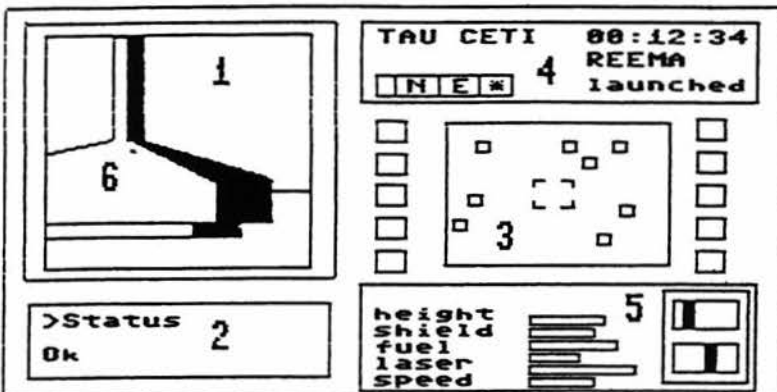 1
6
>Status
2
Ok
TAU CETI 00:12:34
REEMA
N E * 4 launched
3
height 5
shield
fuel
laser
speed